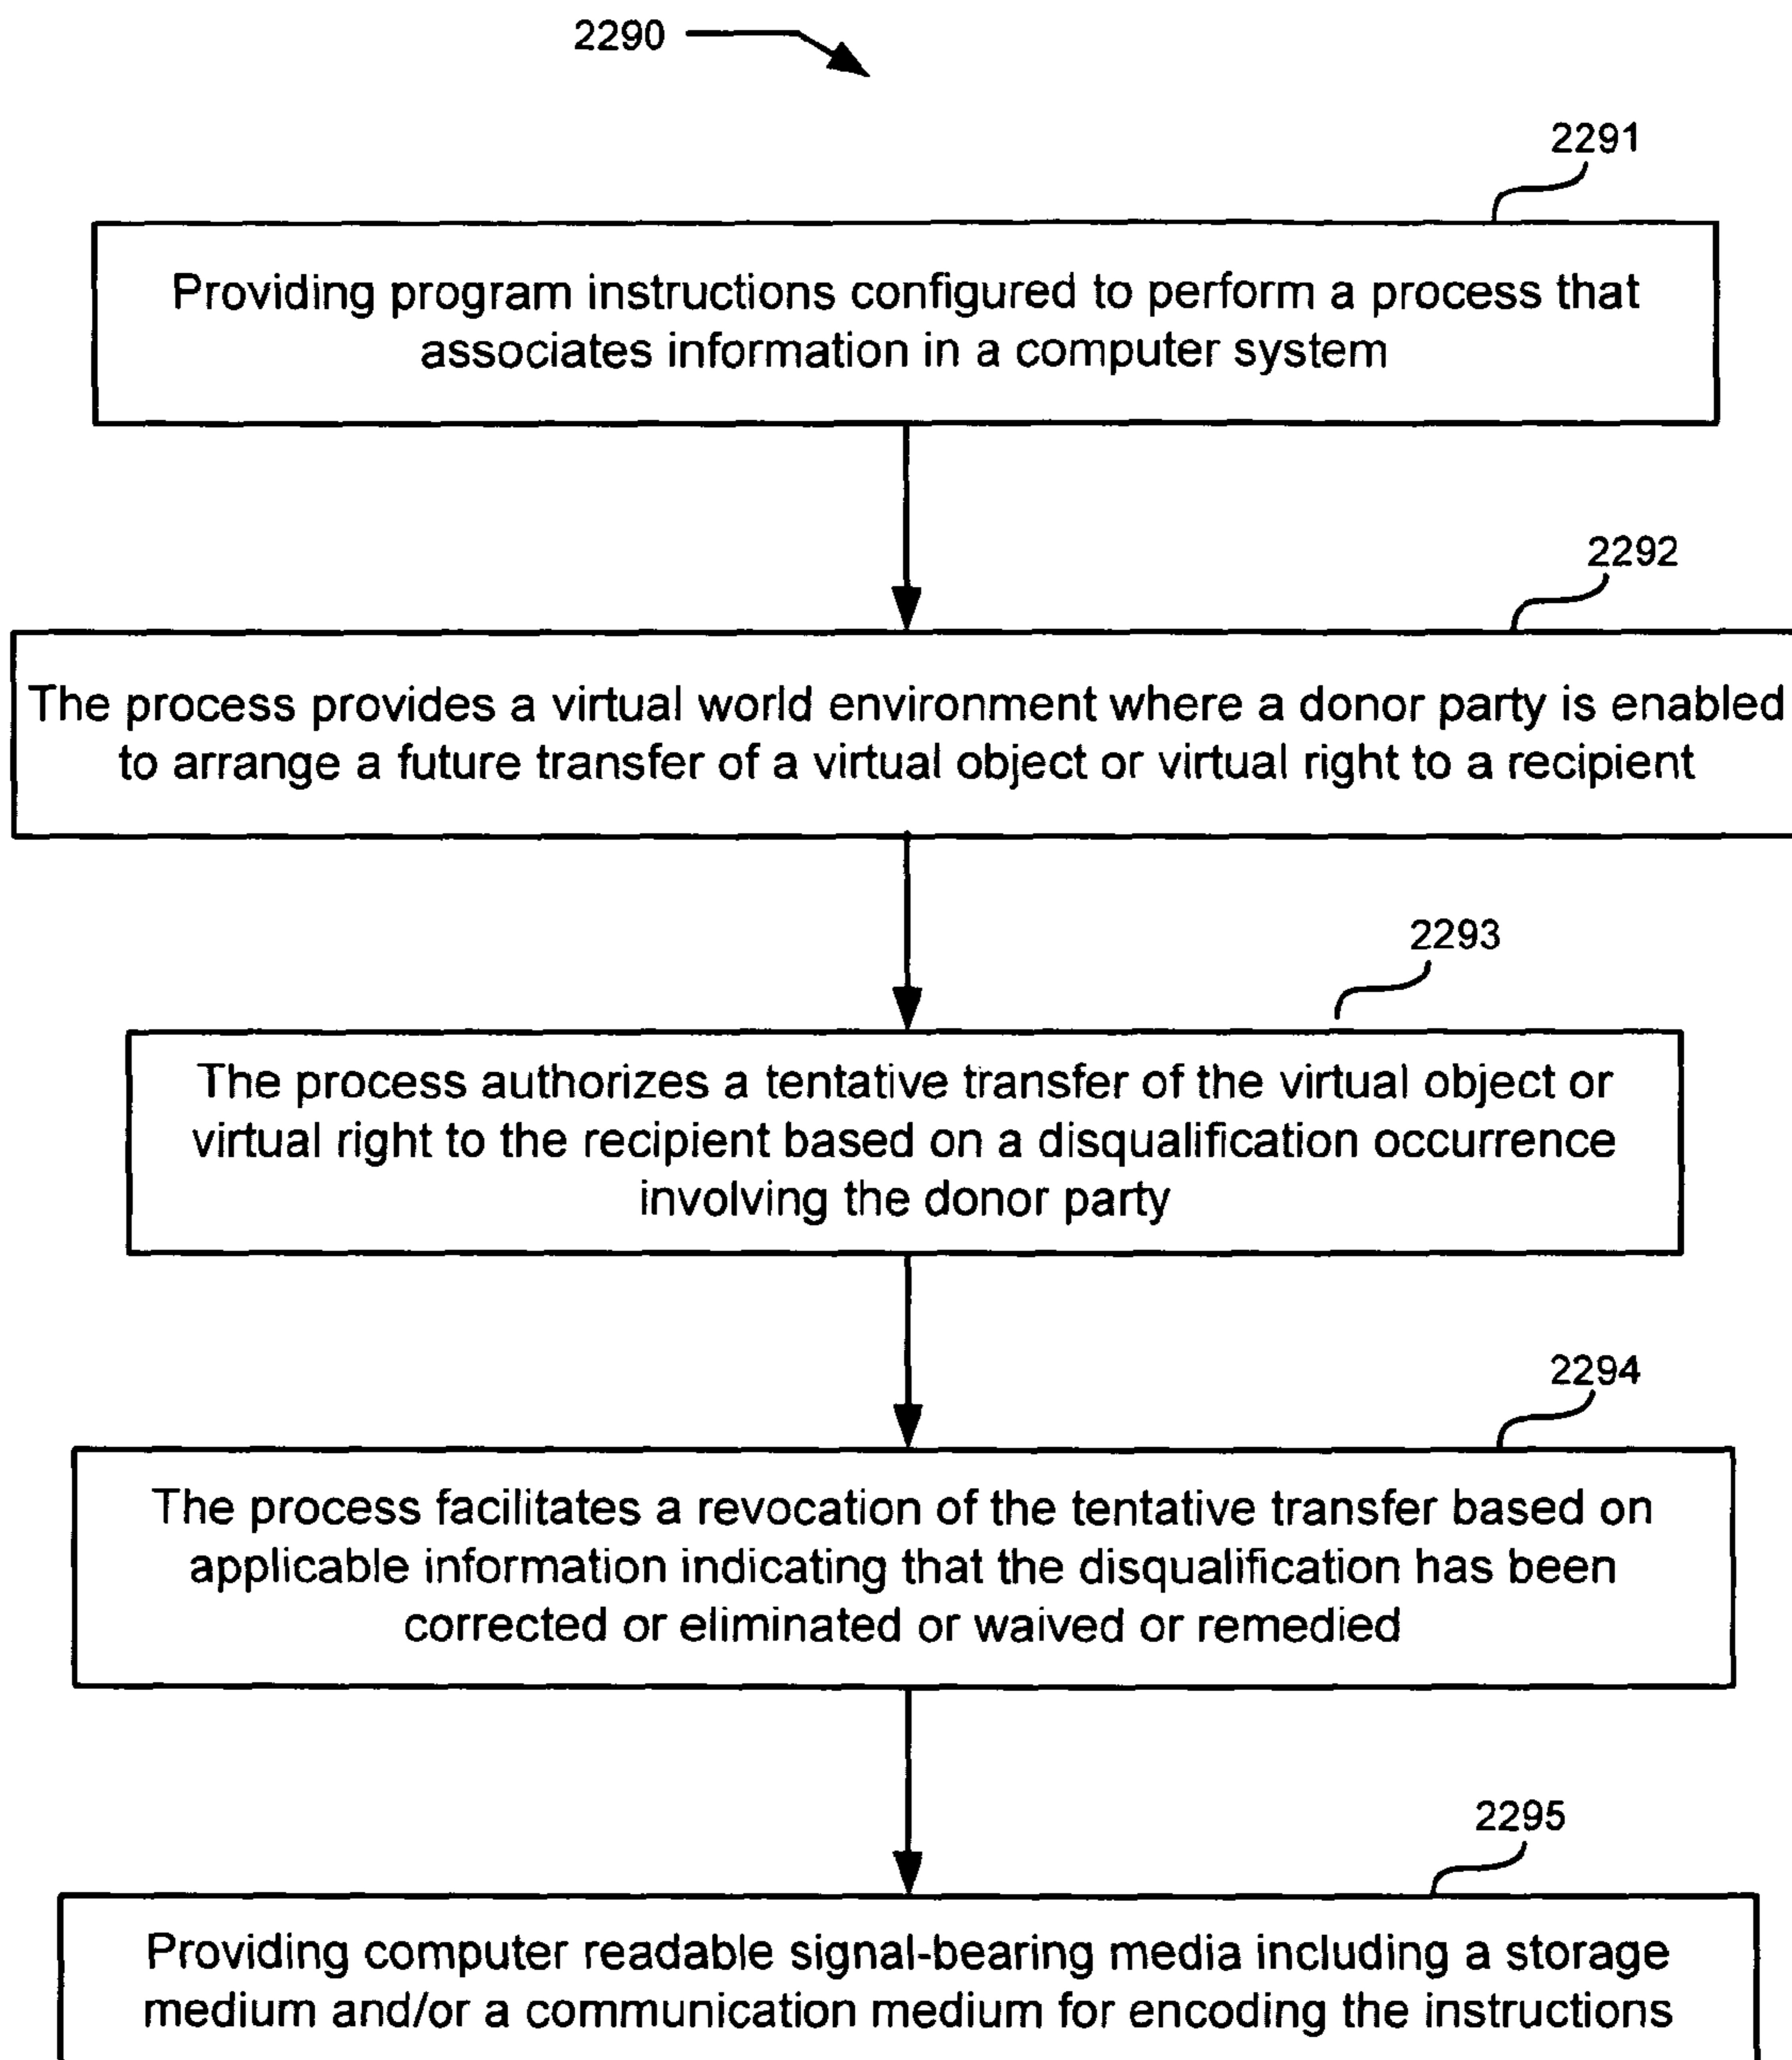 2290
2291
Providing program instructions configured to perform a process that
associates information in a computer system
2292
The process provides a virtual world environment where a donor party is enabled
to arrange a future transfer of a virtual object or virtual right to a recipient
2293
The process authorizes a tentative transfer of the virtual object or
virtual right to the recipient based on a disqualification occurrence
involving the donor party
2294
The process facilitates a revocation of the tentative transfer based on
applicable information indicating that the disqualification has been
corrected or eliminated or waived or remedied
2295
Providing computer readable signal-bearing media including a storage
medium and/or a communication medium for encoding the instructions